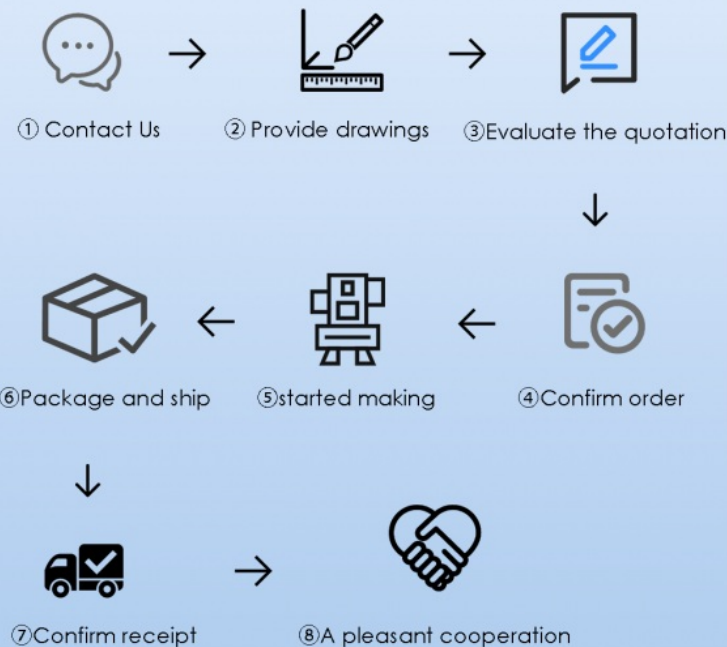 ① Contact Us
② Provide drawings
③Evaluate the quotation
④Confirm order
⑤started making
⑥Package and ship
⑦Confirm receipt
⑧A pleasant cooperation